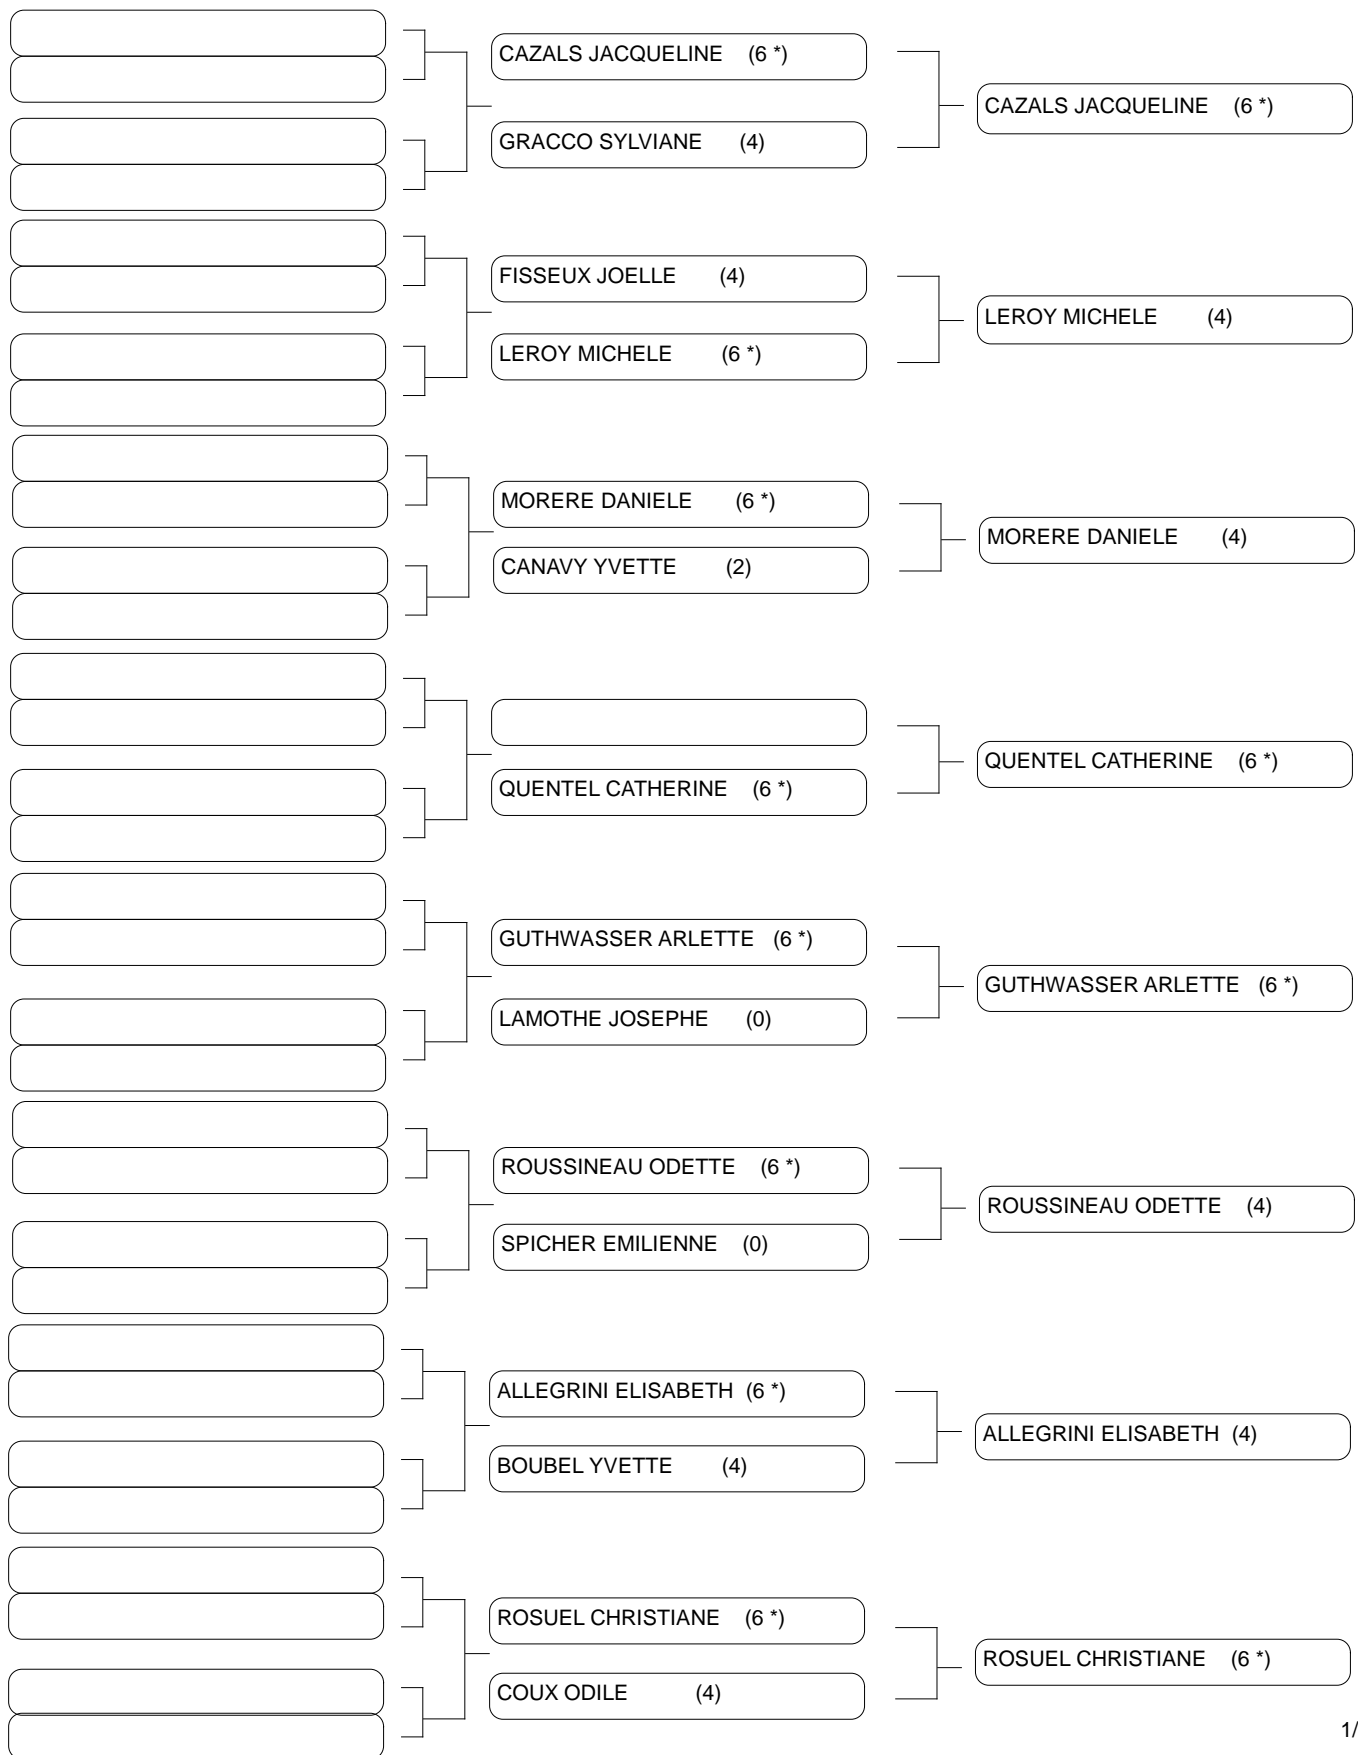 CAZALS JACQUELINE (6 *)
GRACCO SYLVIANE (4)
CAZALS JACQUELINE (6 *)
FISSEUX JOELLE (4)
LEROY MICHELE (6 *)
LEROY MICHELE (4)
MORERE DANIELE (6 *)
CANAVY YVETTE (2)
MORERE DANIELE (4)
QUENTEL CATHERINE (6 *)
QUENTEL CATHERINE (6 *)
GUTHWASSER ARLETTE (6 *)
LAMOTHE JOSEPHE (0)
GUTHWASSER ARLETTE (6 *)
ROUSSINEAU ODETTE (6 *)
SPICHER EMILIENNE (0)
ROUSSINEAU ODETTE (4)
ALLEGRINI ELISABETH (6 *)
BOUBEL YVETTE (4)
ALLEGRINI ELISABETH (4)
ROSUEL CHRISTIANE (6 *)
COUX ODILE (4)
ROSUEL CHRISTIANE (6 *)
1/